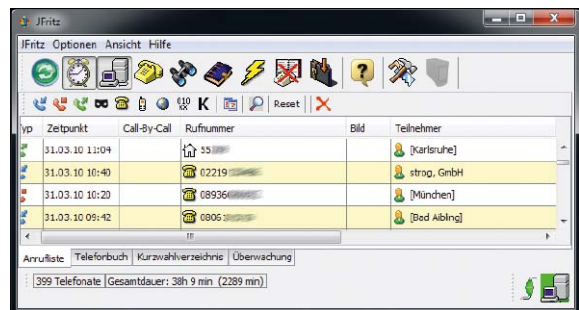 JFritz
JFritz Optionen Ansicht Hilfe
K Reset
yp Zeitpunkt Call-By-Call Rufnummer Bild Teilnehmer
31.03.10 11:04 55 [Karlsruhe]
31.03.10 10:40 02219 strog, GmbH
31.03.10 10:20 08936 [München]
31.03.10 09:42 0806 [Bad Aibling]
Anrufliste Telefonbuch Kurzwahlverzeichnis Überwachung
399 Telefonate Gesamtdauer: 38h 9 min (2289 min)